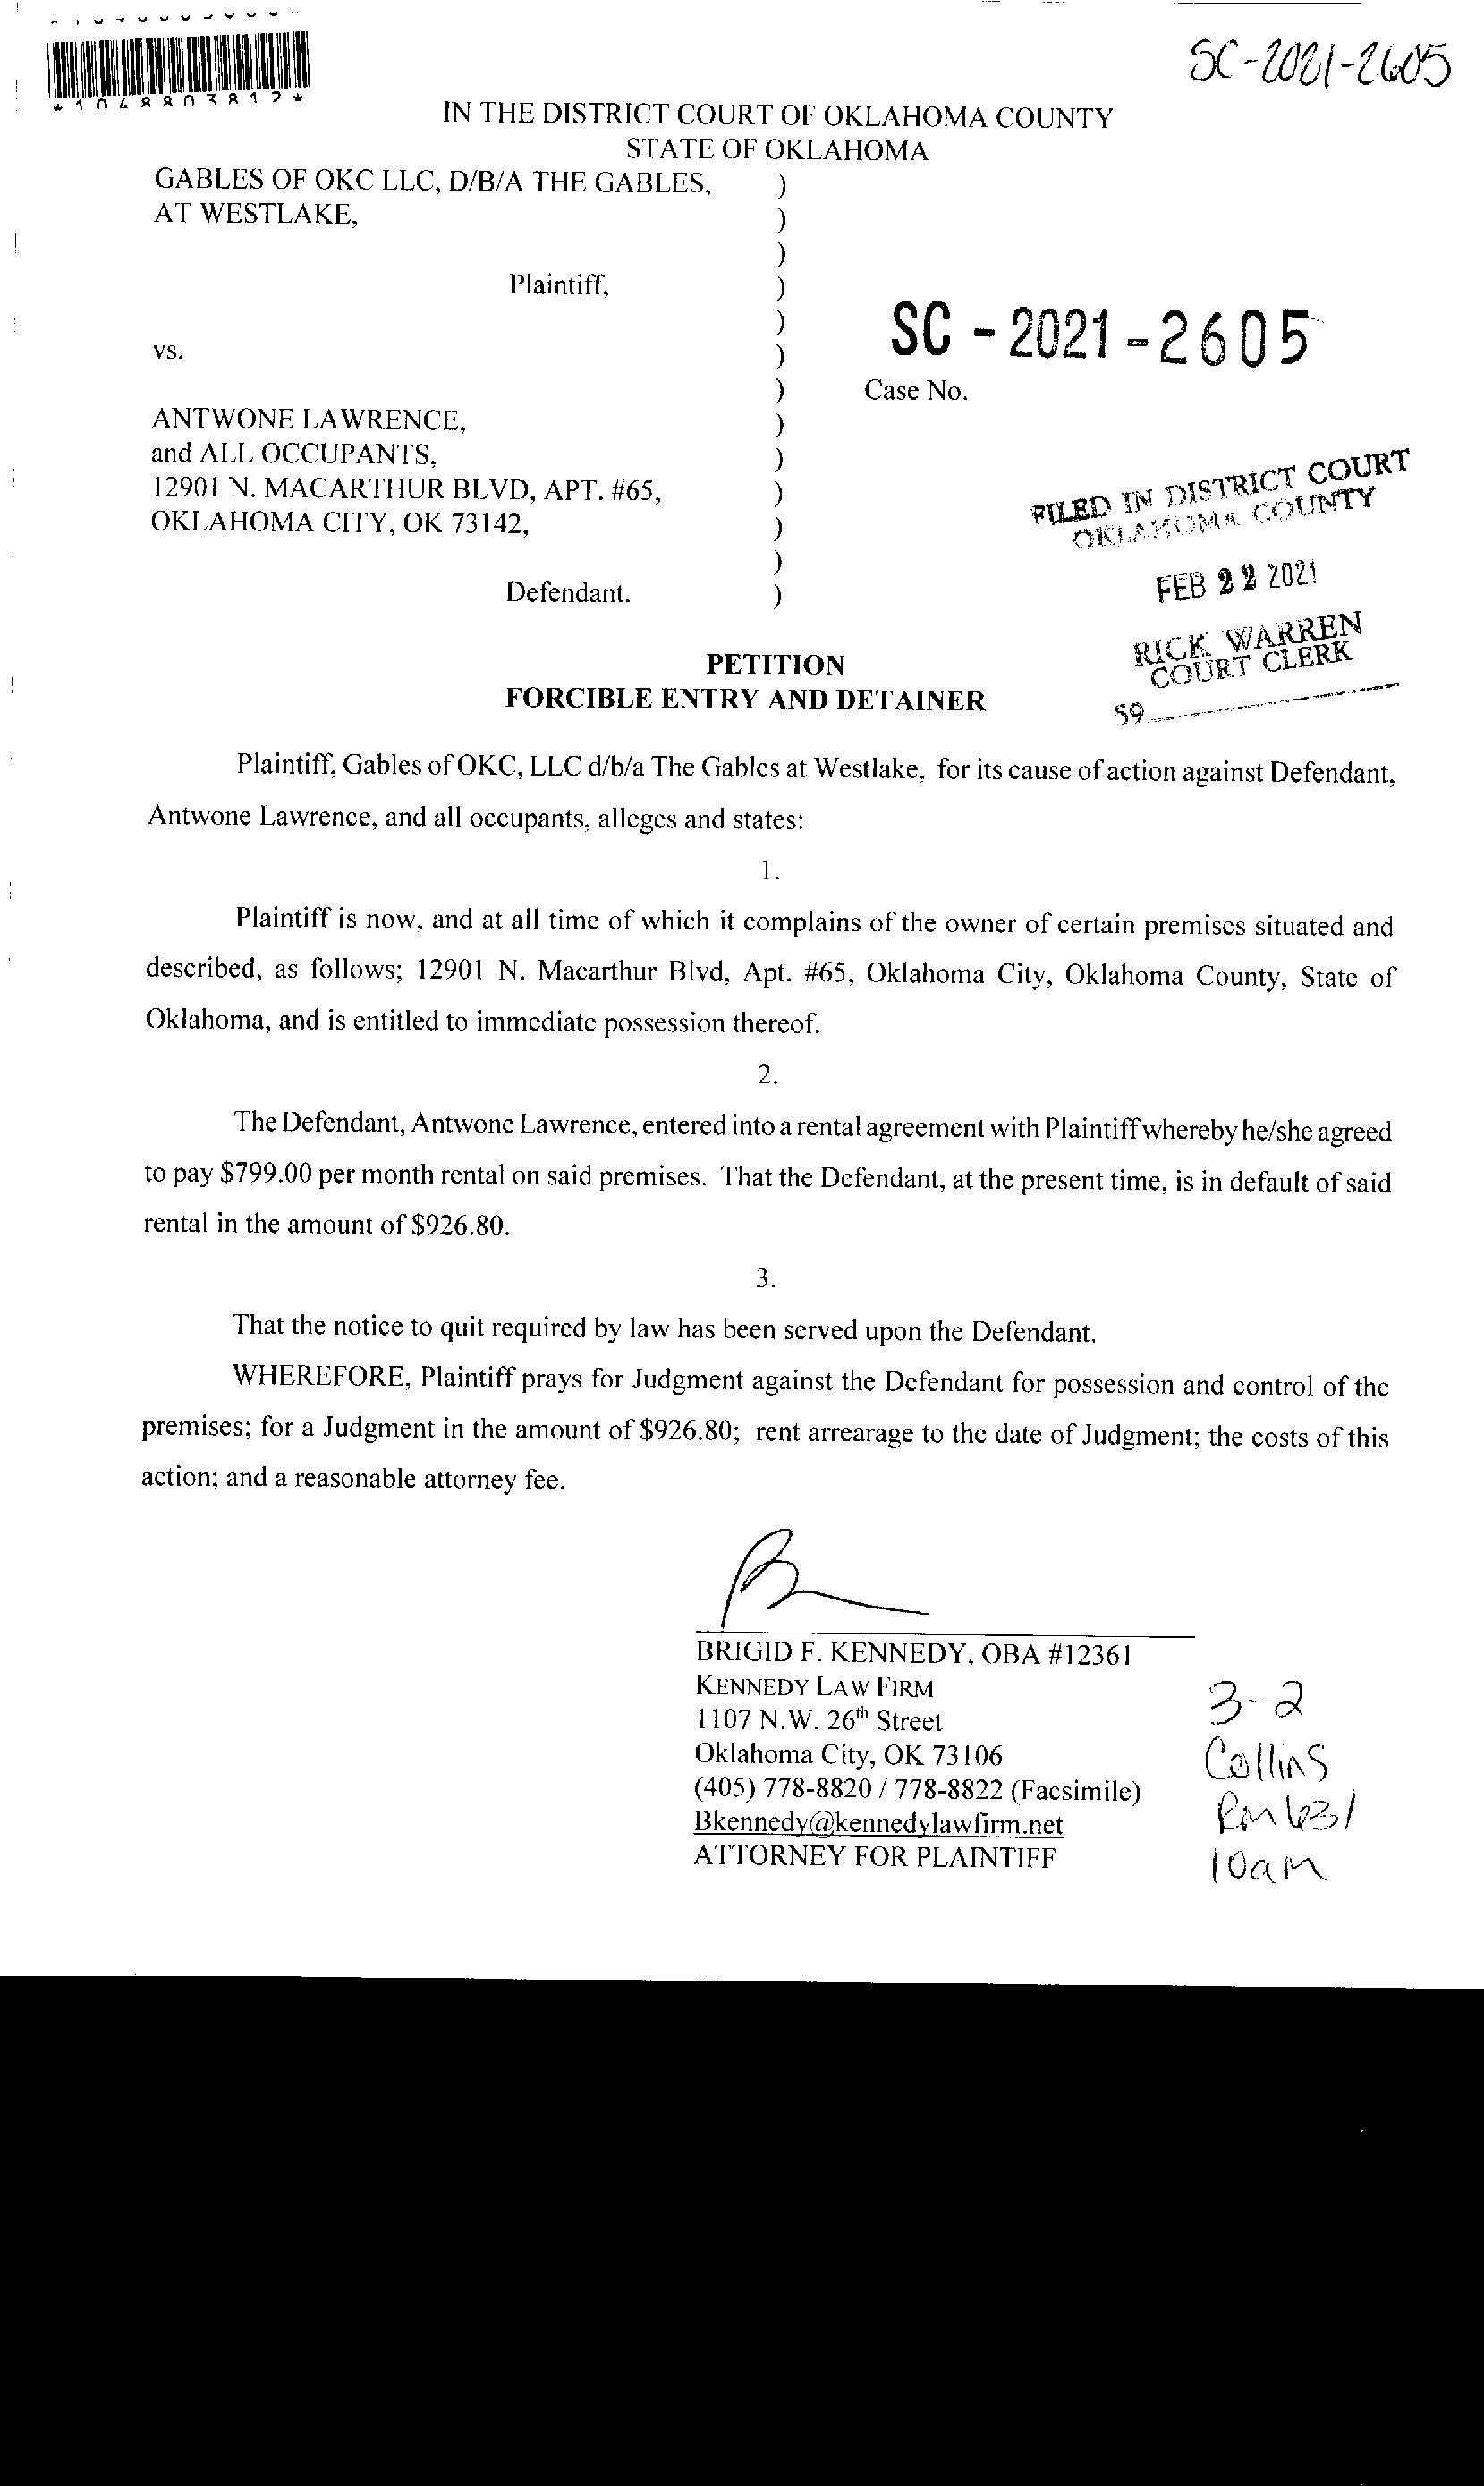 SC-2021-2605
*1048803812*
IN THE DISTRICT COURT OF OKLAHOMA COUNTY
STATE OF OKLAHOMA
GABLES OF OKC LLC, D/B/A THE GABLES, )
AT WESTLAKE, )
)
Plaintiff, )
) SC - 2021 - 2605
vs. )
) Case No.
ANTWONE LAWRENCE, )
and ALL OCCUPANTS, )
12901 N. MACARTHUR BLVD, APT. #65, )
OKLAHOMA CITY, OK 73142, )
)
Defendant. )
FILED IN DISTRICT COURT
OKLAHOMA COUNTY
FEB 22 2021
RICK WARREN
COURT CLERK
59
PETITION
FORCIBLE ENTRY AND DETAINER
Plaintiff, Gables of OKC, LLC d/b/a The Gables at Westlake, for its cause of action against Defendant,
Antwone Lawrence, and all occupants, alleges and states:
1.
Plaintiff is now, and at all time of which it complains of the owner of certain premises situated and
described, as follows; 12901 N. Macarthur Blvd, Apt. #65, Oklahoma City, Oklahoma County, State of
Oklahoma, and is entitled to immediate possession thereof.
2.
The Defendant, Antwone Lawrence, entered into a rental agreement with Plaintiff whereby he/she agreed
to pay $799.00 per month rental on said premises. That the Defendant, at the present time, is in default of said
rental in the amount of $926.80.
3.
That the notice to quit required by law has been served upon the Defendant.
WHEREFORE, Plaintiff prays for Judgment against the Defendant for possession and control of the
premises; for a Judgment in the amount of $926.80; rent arrearage to the date of Judgment; the costs of this
action; and a reasonable attorney fee.
BRIGID F. KENNEDY, OBA #12361
KENNEDY LAW FIRM
1107 N.W. 26th Street
Oklahoma City, OK 73106
(405) 778-8820 / 778-8822 (Facsimile)
Bkennedy@kennedylawfirm.net
ATTORNEY FOR PLAINTIFF
3-2
Collins
Rm 631
10am